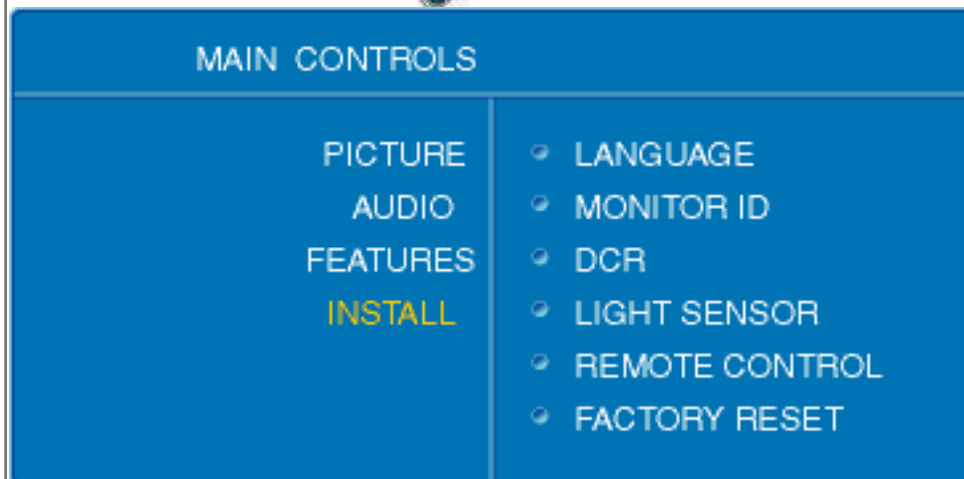 MAIN CONTROLS
PICTURE
AUDIO
FEATURES
INSTALL
LANGUAGE
MONITOR ID
DCR
LIGHT SENSOR
REMOTE CONTROL
FACTORY RESET